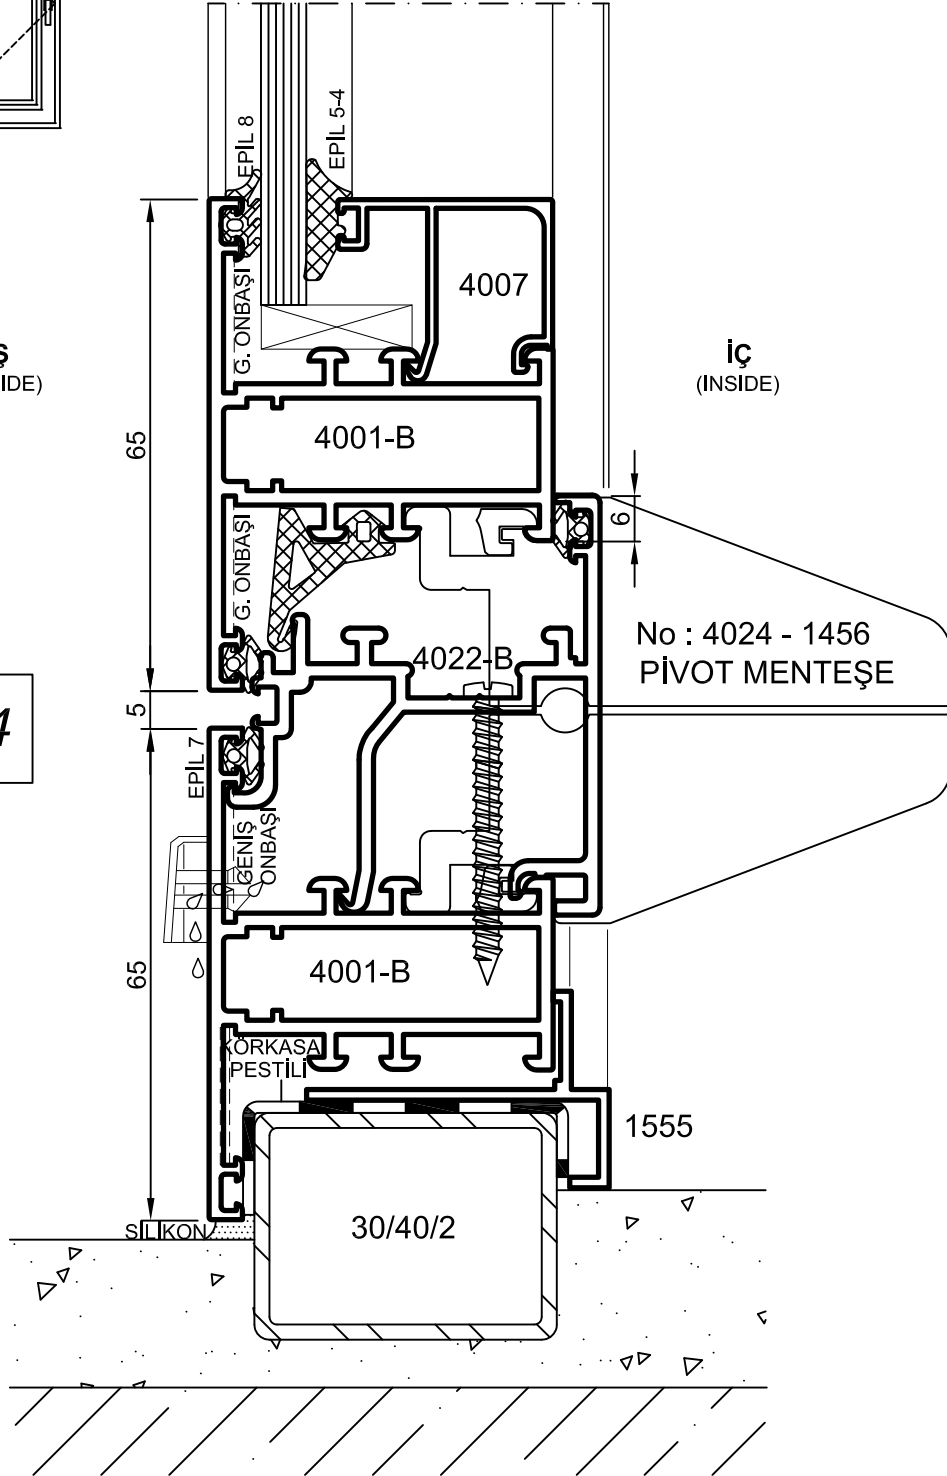 EPİL 8
EPİL 5-4
G. ONBAŞI
4007
Ş
IDE)
İÇ
(INSIDE)
65
4001-B
G. ONBAŞI
6
No : 4024 - 1456
PİVOT MENTEŞE
4022-B
5
4
EPİL 7
GENİŞ
ONBAŞI
65
4001-B
KÖRKASA
PESTİLİ
1555
SİLİKON
30/40/2